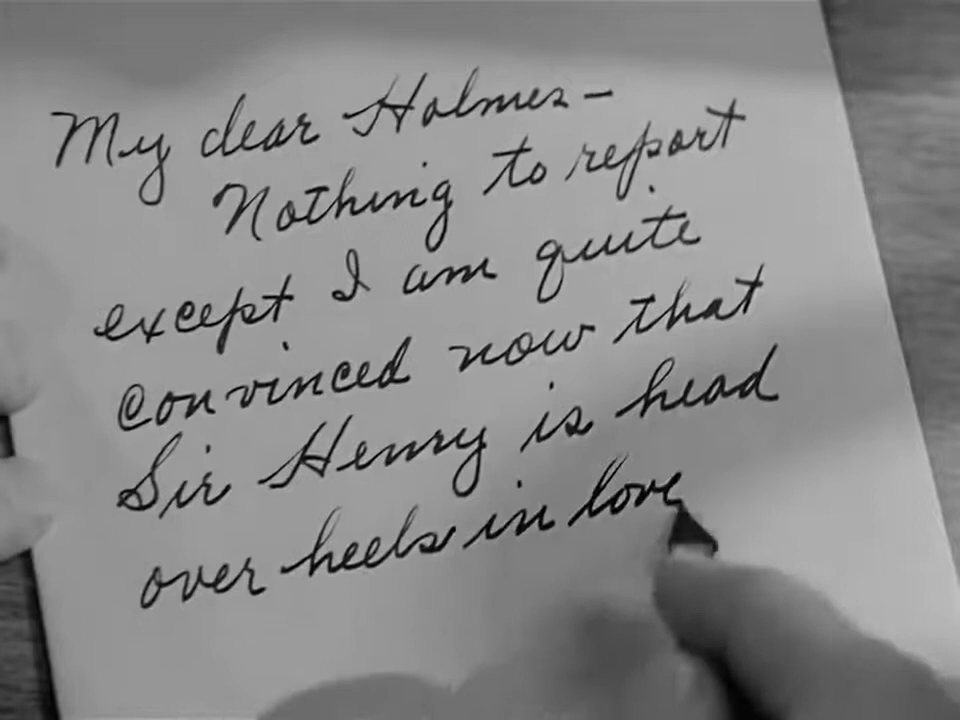 My dear Holmes –
Nothing to report
except I am quite
convinced now that
Sir Henry is head
over heels in love